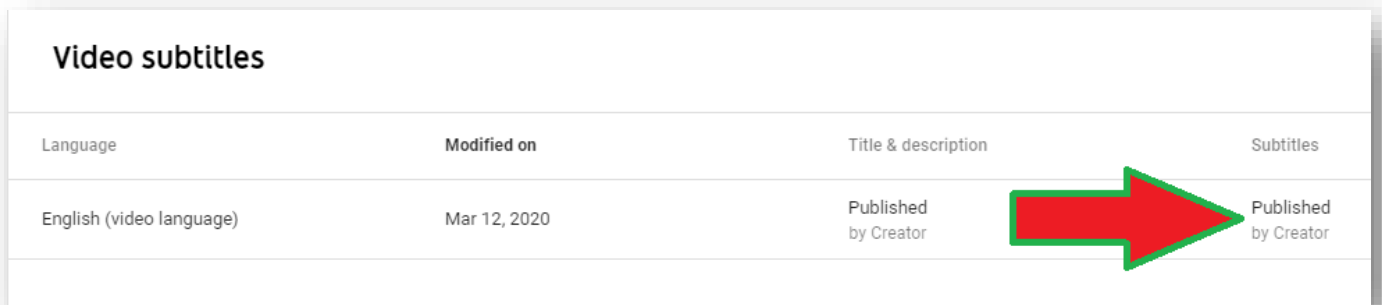 Video subtitles
Language Modified on Title & description Subtitles
English (video language) Mar 12, 2020 Published Published
by Creator by Creator